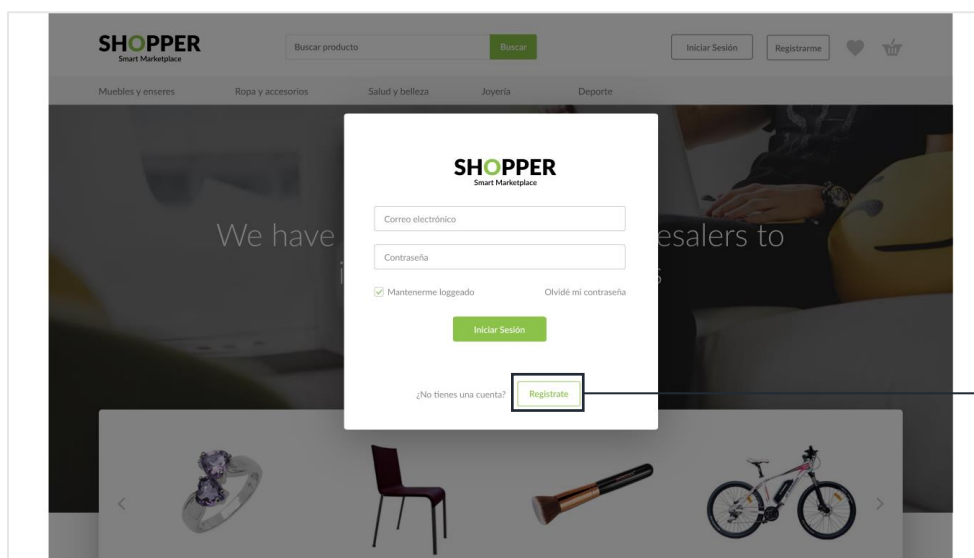 SHOPPER
Smart Marketplace
Buscar producto
Buscar
Iniciar Sesión
Registrarme
Muebles y enseres
Ropa y accesorios
Salud y belleza
Joyería
Deporte
We have
esalers to
SHOPPER
Smart Marketplace
Correo electrónico
Contraseña
Mantenerme loggeado
Olvidé mi contraseña
Iniciar Sesión
¿No tienes una cuenta?
Registrate